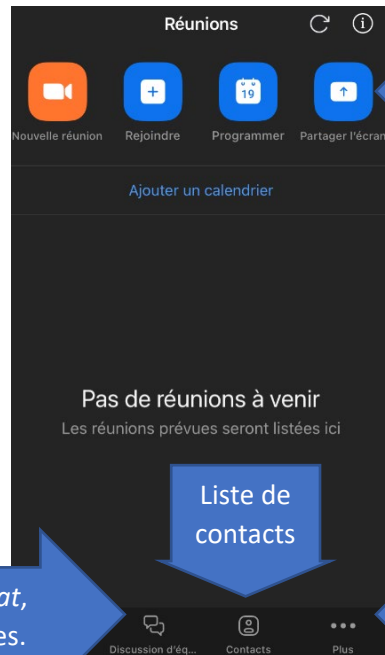 Réunions
19
Nouvelle réunion Rejoindre Programmer Partager l'écran
Ajouter un calendrier
Pas de réunions à venir
Les réunions prévues seront listées ici
Liste de
contacts
at,
es.
Discussion d'éq... Contacts Plus